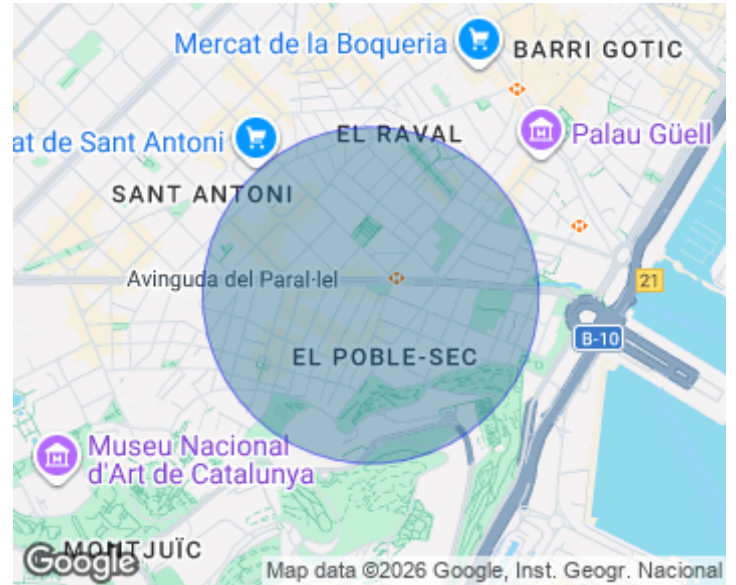 Mercat de la Boqueria
BARRI GOTIC
EL RAVAL
at de Sant Antoni
Palau Güell
SANT ANTONI
Avinguda del Paral·lel
21
B-10
EL POBLE-SEC
Museu Nacional
d'Art de Catalunya
MONTJUÏC
Google
Map data ©2026 Google, Inst. Geogr. Nacional